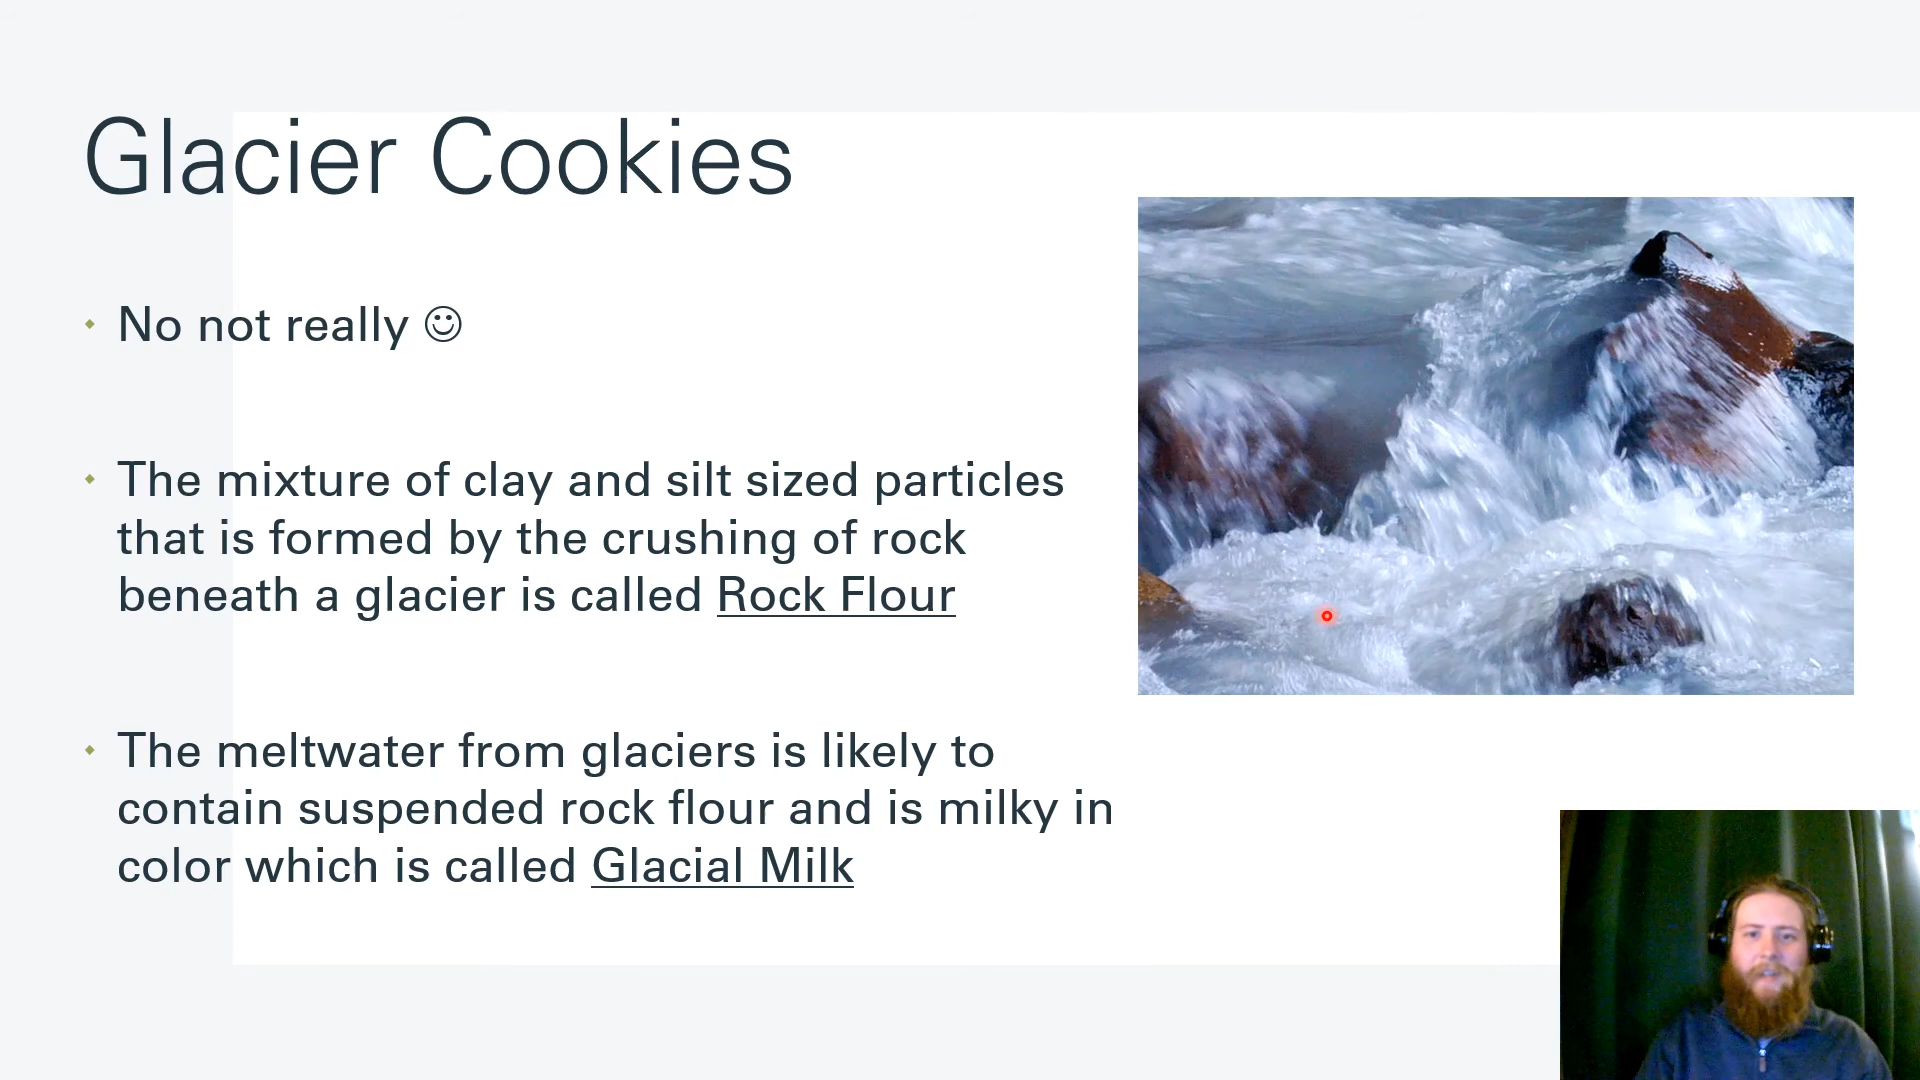 Glacier Cookies
No not really ☺
The mixture of clay and silt sized particles
that is formed by the crushing of rock
beneath a glacier is called Rock Flour
The meltwater from glaciers is likely to
contain suspended rock flour and is milky in
color which is called Glacial Milk